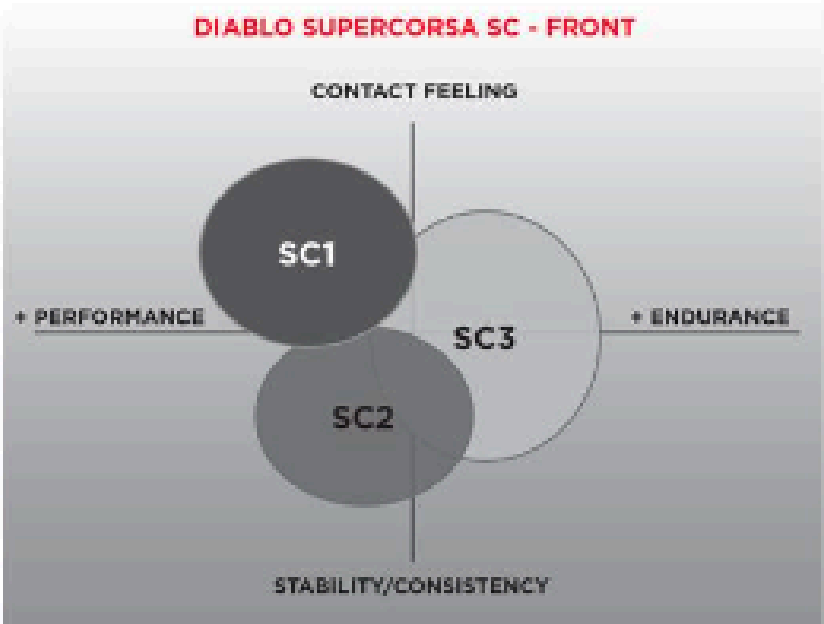 DIABLO SUPERCORSA SC - FRONT
CONTACT FEELING
SC1
+ PERFORMANCE
+ ENDURANCE
SC3
SC2
STABILITY/CONSISTENCY